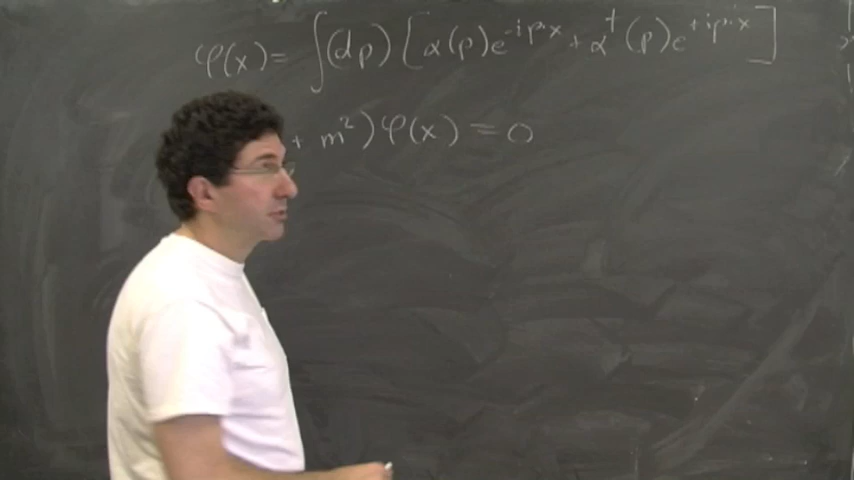 φ(x) = ∫(dp) [α(p)e^{-ip·x} + α^†(p)e^{+ip·x}]
+ m²)φ(x) = 0